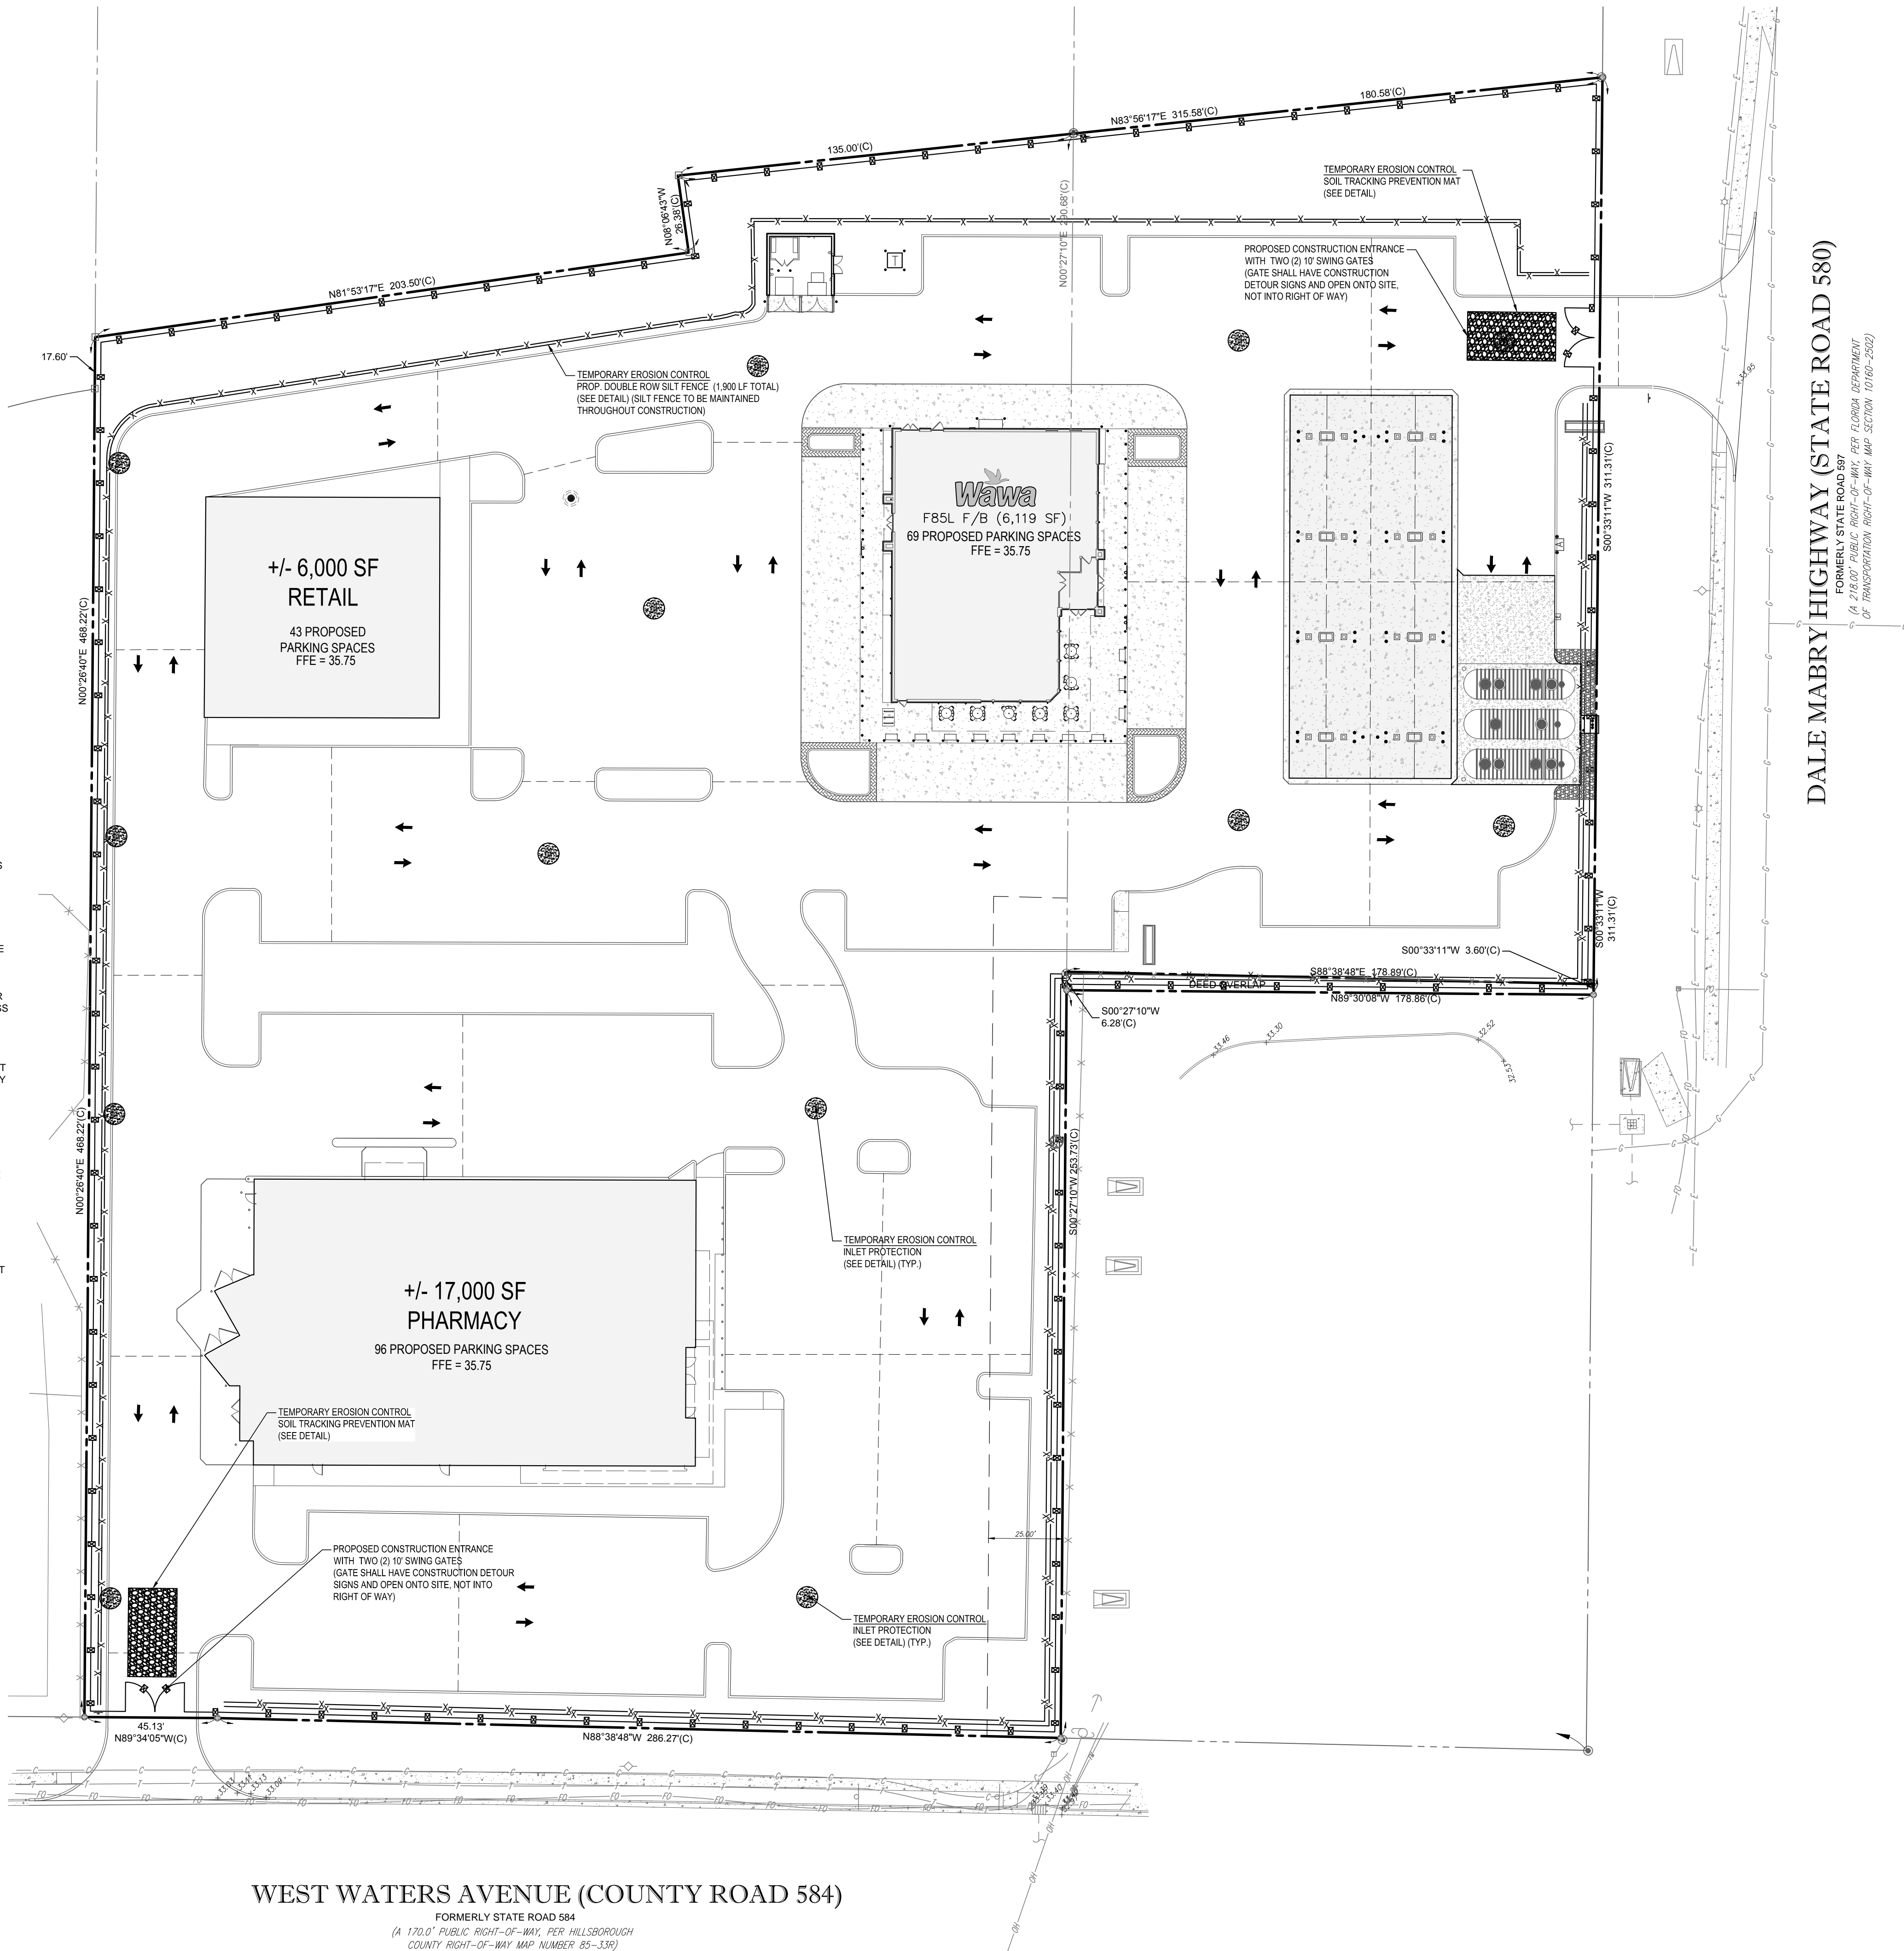 180.58'(C)
N83°56'17"E 315.58'(C)
135.00'(C)
N08°06'43"W
26.38'(C)
TEMPORARY EROSION CONTROL
SOIL TRACKING PREVENTION MAT
(SEE DETAIL)
PROPOSED CONSTRUCTION ENTRANCE
WITH TWO (2) 10' SWING GATES
(GATE SHALL HAVE CONSTRUCTION
DETOUR SIGNS AND OPEN ONTO SITE,
NOT INTO RIGHT OF WAY)
N81°53'17"E 203.50'(C)
17.60'
TEMPORARY EROSION CONTROL
PROP. DOUBLE ROW SILT FENCE (1,900 LF TOTAL)
(SEE DETAIL) (SILT FENCE TO BE MAINTAINED
THROUGHOUT CONSTRUCTION)
33.95
DALE MABRY HIGHWAY (STATE ROAD 580)
FORMERLY STATE ROAD 597
(A 218.00' PUBLIC RIGHT-OF-WAY, PER FLORIDA DEPARTMENT
OF TRANSPORTATION RIGHT-OF-WAY MAP SECTION 10160-2502)
Wawa
F85L F/B (6,119 SF)
69 PROPOSED PARKING SPACES
FFE = 35.75
S00°33'11"W 311.31'(C)
+/- 6,000 SF
RETAIL
43 PROPOSED
PARKING SPACES
FFE = 35.75
N00°26'40"E 468.22'(C)
S00°33'11"W
311.31'(C)
S00°33'11"W 3.60'(C)
S88°38'48"E 178.89'(C)
DEED OVERLAP
N89°30'08"W 178.86'(C)
S00°27'10"W
6.28'(C)
33.46
33.30
32.52
32.53
N00°26'40"E 468.22'(C)
S00°27'10"W 253.73'(C)
TEMPORARY EROSION CONTROL
INLET PROTECTION
(SEE DETAIL) (TYP.)
+/- 17,000 SF
PHARMACY
96 PROPOSED PARKING SPACES
FFE = 35.75
TEMPORARY EROSION CONTROL
SOIL TRACKING PREVENTION MAT
(SEE DETAIL)
25.00'
PROPOSED CONSTRUCTION ENTRANCE
WITH TWO (2) 10' SWING GATES
(GATE SHALL HAVE CONSTRUCTION DETOUR
SIGNS AND OPEN ONTO SITE, NOT INTO
RIGHT OF WAY)
TEMPORARY EROSION CONTROL
INLET PROTECTION
(SEE DETAIL) (TYP.)
45.13'
N89°34'05"W(C)
N88°38'48"W 286.27'(C)
WEST WATERS AVENUE (COUNTY ROAD 584)
FORMERLY STATE ROAD 584
(A 170.0' PUBLIC RIGHT-OF-WAY, PER HILLSBOROUGH
COUNTY RIGHT-OF-WAY MAP NUMBER 85-33R)